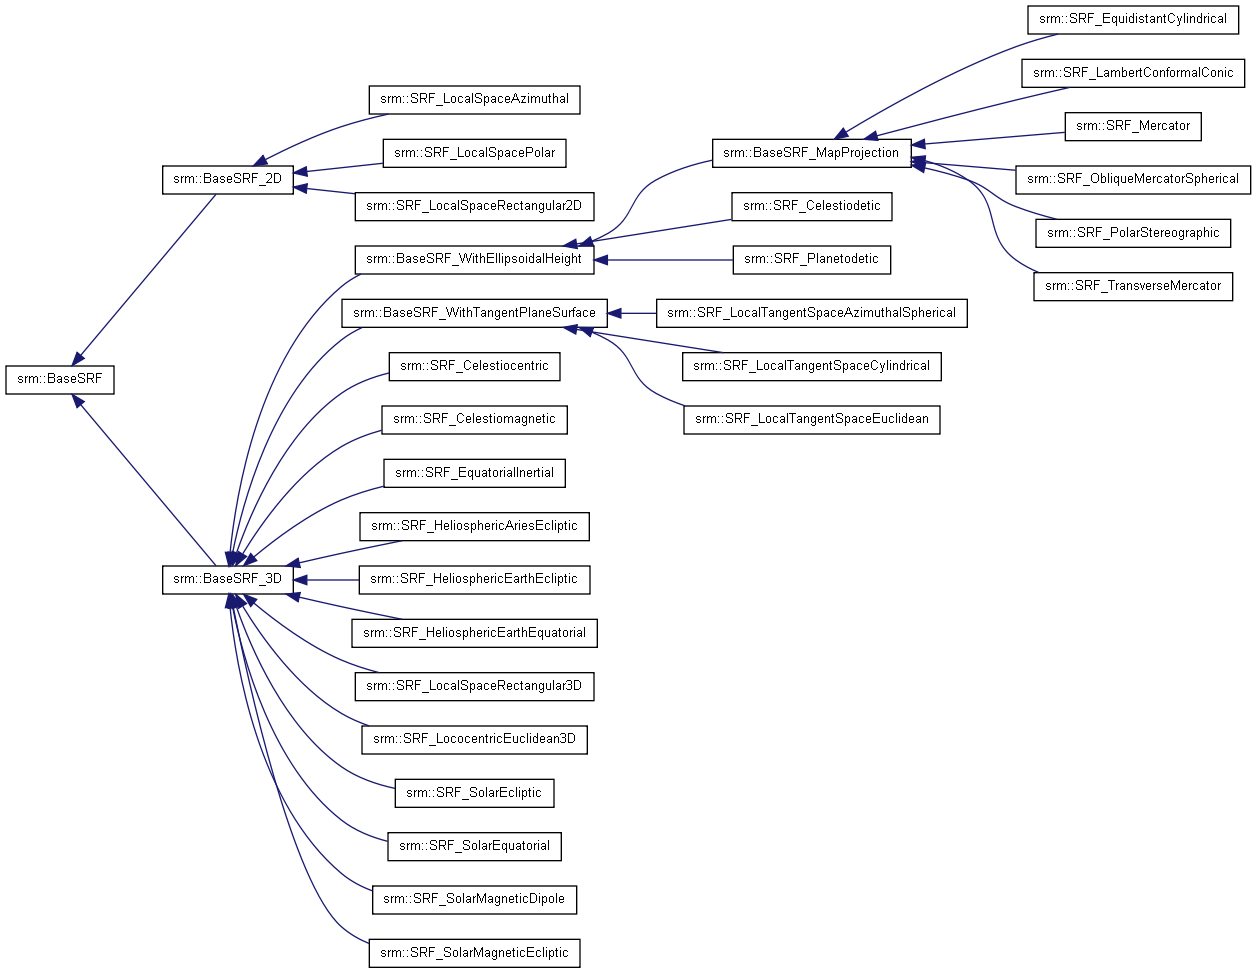 srm::SRF_EquidistantCylindrical
srm::SRF_LambertConformalConic
srm::SRF_LocalSpaceAzimuthal
srm::SRF_Mercator
srm::SRF_LocalSpacePolar
srm::BaseSRF_MapProjection
srm::BaseSRF_2D
srm::SRF_ObliqueMercatorSpherical
srm::SRF_LocalSpaceRectangular2D
srm::SRF_Celestiodetic
srm::SRF_PolarStereographic
srm::BaseSRF_WithEllipsoidalHeight
srm::SRF_Planetodetic
srm::SRF_TransverseMercator
srm::BaseSRF_WithTangentPlaneSurface
srm::SRF_LocalTangentSpaceAzimuthalSpherical
srm::SRF_Celestiocentric
srm::SRF_LocalTangentSpaceCylindrical
srm::BaseSRF
srm::SRF_Celestiomagnetic
srm::SRF_LocalTangentSpaceEuclidean
srm::SRF_EquatorialInertial
srm::SRF_HeliosphericAriesEcliptic
srm::BaseSRF_3D
srm::SRF_HeliosphericEarthEcliptic
srm::SRF_HeliosphericEarthEquatorial
srm::SRF_LocalSpaceRectangular3D
srm::SRF_LococentricEuclidean3D
srm::SRF_SolarEcliptic
srm::SRF_SolarEquatorial
srm::SRF_SolarMagneticDipole
srm::SRF_SolarMagneticEcliptic